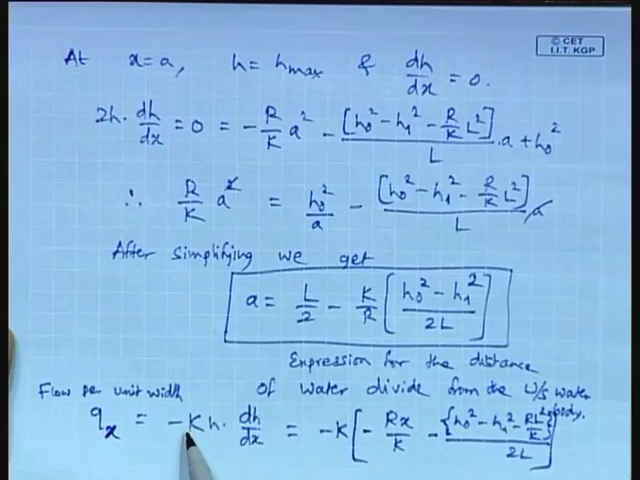 © CET
I.I.T. KGP
At x=a, h = hmax & dh/dx = 0.
2h. dh/dx = 0 = - R/K a² - [h₀² - h₁² - R/K L²]/L . a + h₀²
∴ R/K a² = h₀²/a - [h₀² - h₁² - R/K L²]/L a
After simplifying we get
a = L/2 - K/R [h₀² - h₁²/2L]
Expression for the distance
Flow per unit width of water divide from the u/s water body.
qx = - K h. dh/dx = - K [- Rx/K - {h₀² - h₁² - RL²/K}/2L]